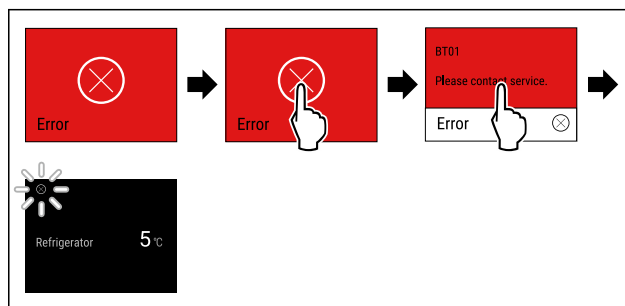 Error
Error
BT01
Please contact service.
Error
Refrigerator 5 °C